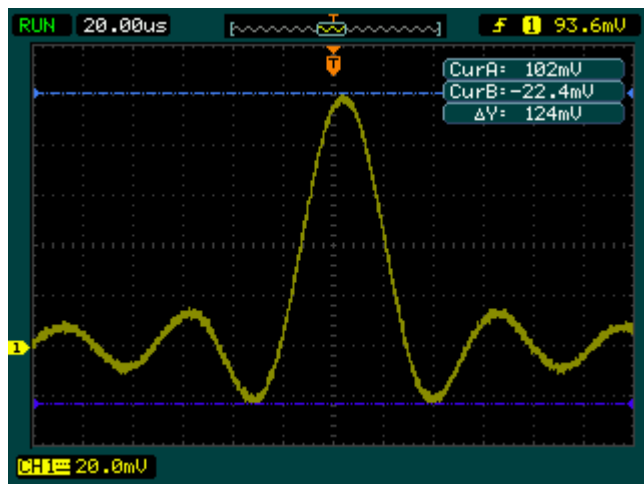 RUN 20.00us T 1 93.6mV
T
CurA: 102mV
CurB:-22.4mV
ΔY: 124mV
1
CH1 20.0mV